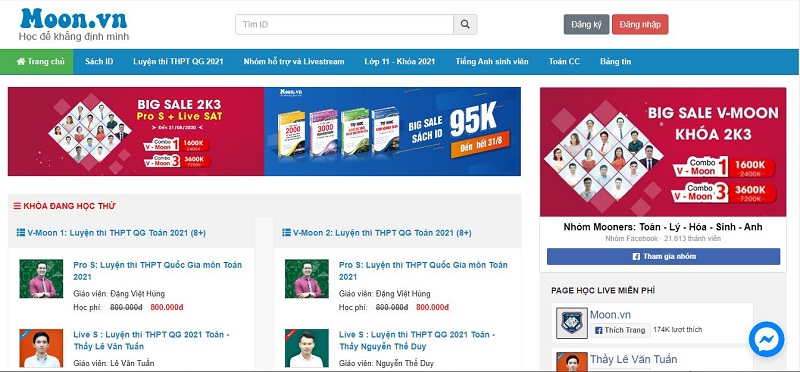 Moon.vn
Học để khẳng định mình
Tìm ID
Đăng ký
Đăng nhập
Trang chủ
Sách ID
Luyện thi THPT QG 2021
Nhóm hỗ trợ và Livestream
Lớp 11 - Khóa 2021
Tiếng Anh sinh viên
Toán CC
Bảng tin
BIG SALE 2K3
Pro S + Live SAT
Đến 31/08/2020
Combo V - Moon 1 1600K
2400K
Combo V - Moon 3 3600K
7200K
Moon.vn
2000
3000
BIG SALE
SÁCH ID
95K
Đến hết 31/8
BIG SALE V-MOON
KHÓA 2K3
Combo V - Moon 1 1600K
2400K
Combo V - Moon 3 3600K
7200K
Nhóm Mooners: Toán - Lý - Hóa - Sinh - Anh
Nhóm Facebook · 21.613 thành viên
Tham gia nhóm
KHÓA ĐANG HỌC THỬ
V-Moon 1: Luyện thi THPT QG Toán 2021 (8+)
Pro S: Luyện thi THPT Quốc Gia môn Toán
2021
Giáo viên: Đặng Việt Hùng
Học phí: 800.000đ 800.000đ
Live S : Luyện thi THPT QG 2021 Toán -
Thầy Lê Văn Tuấn
Giáo viên: Lê Văn Tuấn
V-Moon 2: Luyện thi THPT QG Toán 2021 (8+)
Pro S: Luyện thi THPT Quốc Gia môn Toán
2021
Giáo viên: Đặng Việt Hùng
Học phí: 800.000đ 800.000đ
Live S: Luyện thi THPT QG 2021 Toán -
Thầy Nguyễn Thế Duy
Giáo viên: Nguyễn Thế Duy
PAGE HỌC LIVE MIỄN PHÍ
Moon.vn
Thích Trang
174K lượt thích
Thầy Lê Văn Tuấn